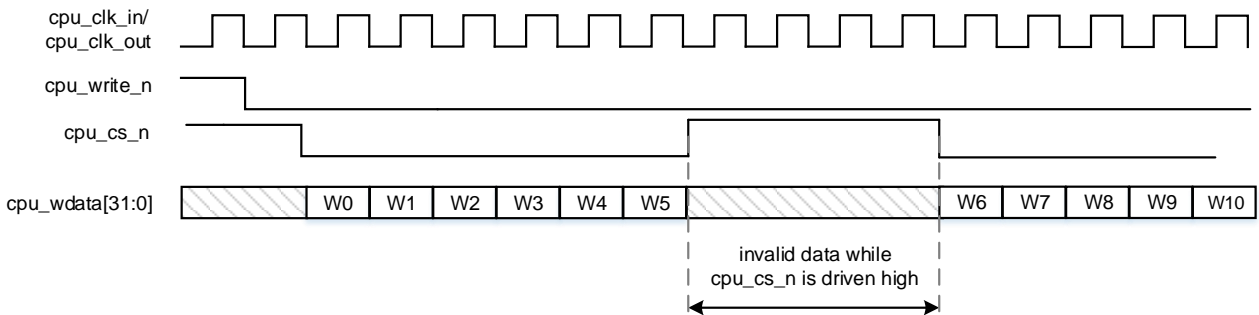 cpu_clk_in/
cpu_clk_out
cpu_write_n
cpu_cs_n
cpu_wdata[31:0]
W0 W1 W2 W3 W4 W5 W6 W7 W8 W9 W10
invalid data while
cpu_cs_n is driven high